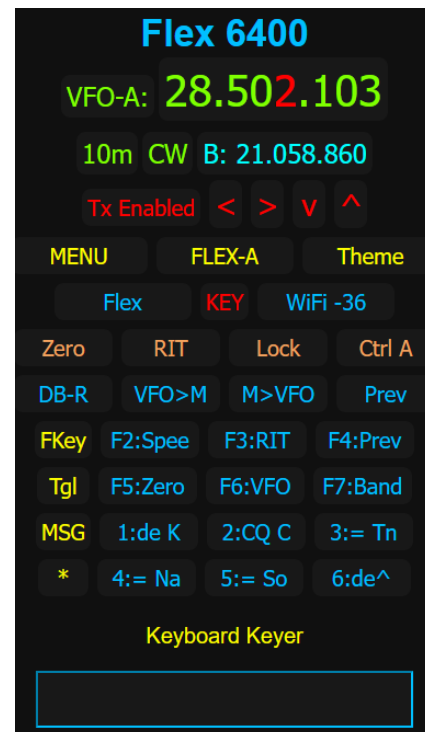 Flex 6400
VFO-A: 28.502.103
10m CW B: 21.058.860
Tx Enabled < > v ^
MENU FLEX-A Theme
Flex KEY WiFi -36
Zero RIT Lock Ctrl A
DB-R VFO>M M>VFO Prev
FKey F2:Spee F3:RIT F4:Prev
Tgl F5:Zero F6:VFO F7:Band
MSG 1:de K 2:CQ C 3:= Tn
* 4:= Na 5:= So 6:de^
Keyboard Keyer